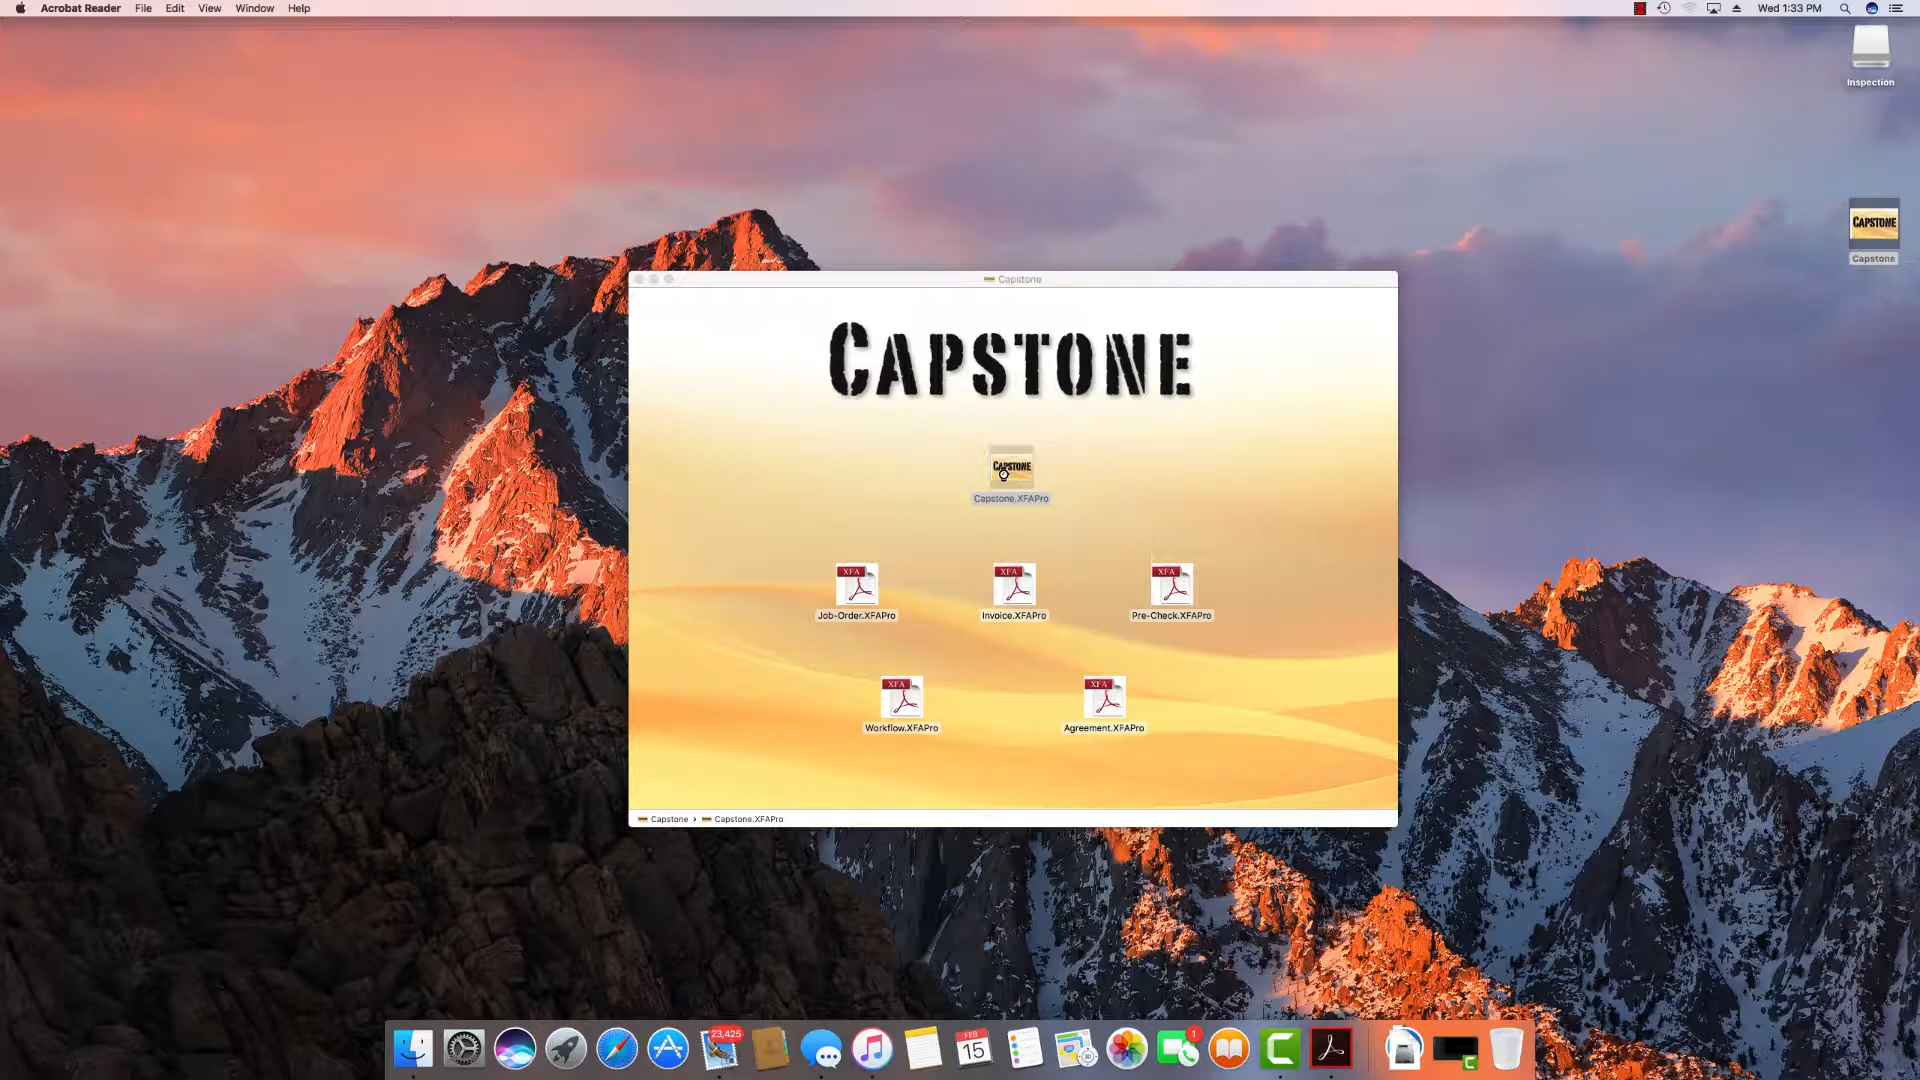 Acrobat Reader File Edit View Window Help
Wed 1:33 PM
Inspection
CAPSTONE
Capstone
Capstone
CAPSTONE
CAPSTONE
Capstone.XFAPro
XFA XFA XFA
Job-Order.XFAPro Invoice.XFAPro Pre-Check.XFAPro
XFA XFA
Workflow.XFAPro Agreement.XFAPro
Capstone › Capstone.XFAPro
23,425
FEB
15
3D
1